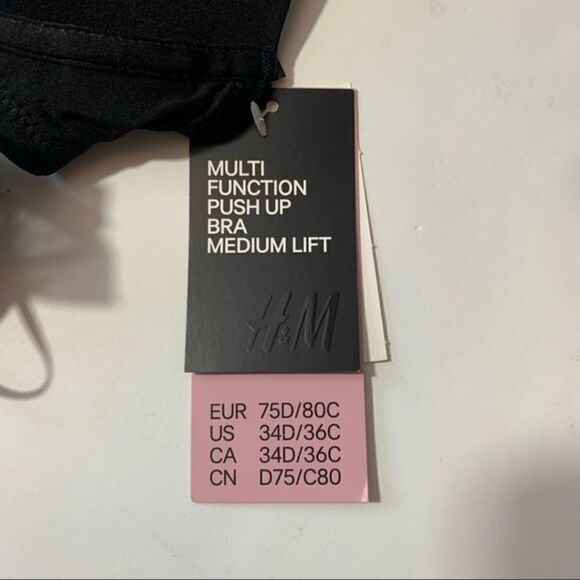 MULTI
FUNCTION
PUSH UP
BRA
MEDIUM LIFT
H&M
EUR 75D/80C
US 34D/36C
CA 34D/36C
CN D75/C80